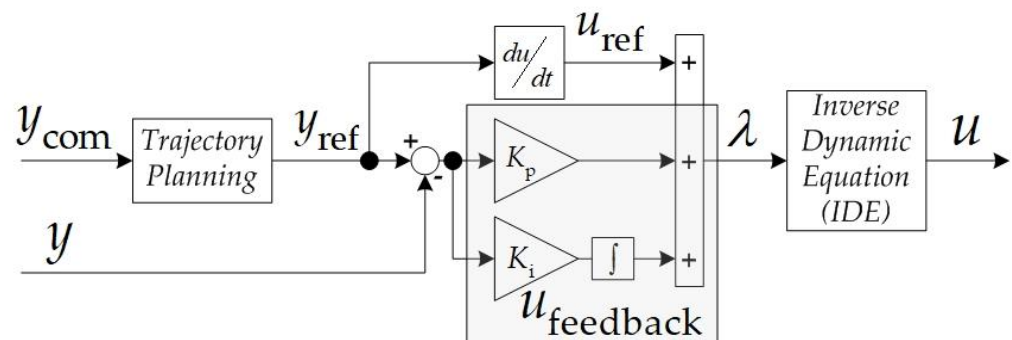 du/dt
u_ref
+
y_com
Trajectory
Planning
y_ref
+
-
K_p
+
λ
Inverse
Dynamic
Equation
(IDE)
u
y
K_i
∫
+
u_feedback